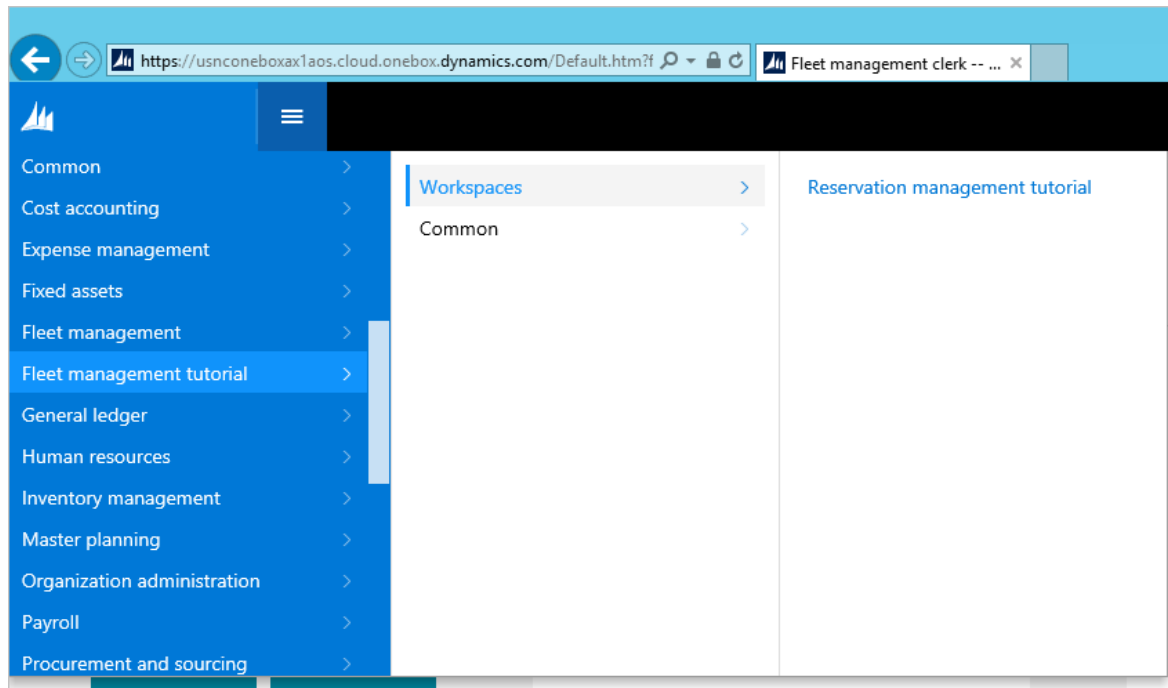 https://usnconeboxax1aos.cloud.onebox.dynamics.com/Default.htm?f
Fleet management clerk -- ...
Common
Cost accounting
Expense management
Fixed assets
Fleet management
Fleet management tutorial
General ledger
Human resources
Inventory management
Master planning
Organization administration
Payroll
Procurement and sourcing
Workspaces
Common
Reservation management tutorial